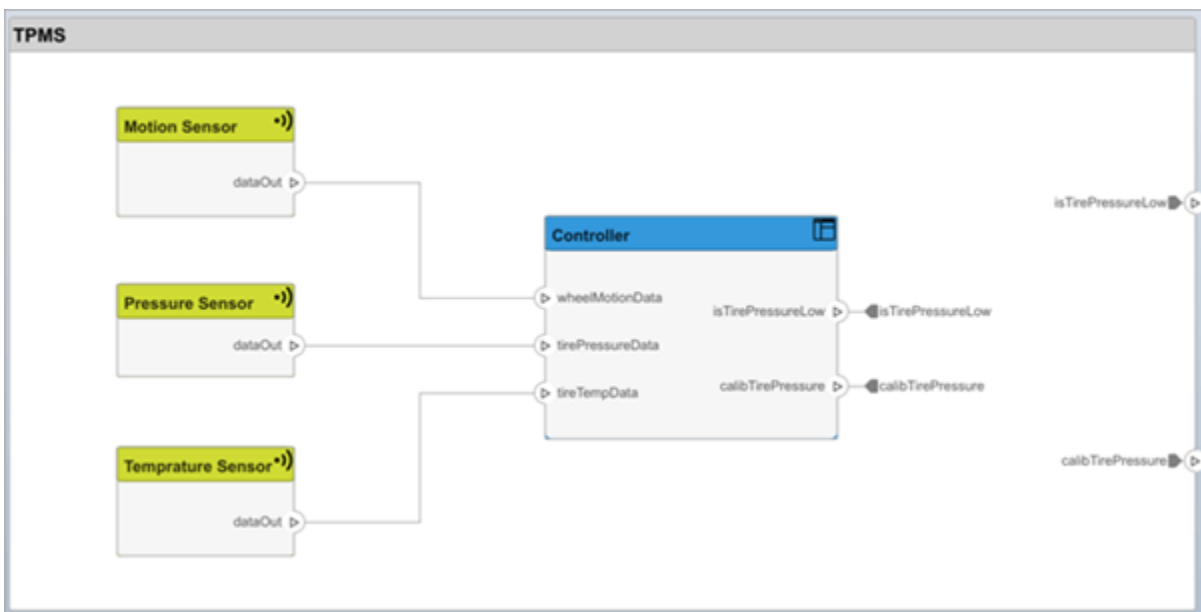 TPMS
Motion Sensor
dataOut
Pressure Sensor
dataOut
Temprature Sensor
dataOut
Controller
wheelMotionData
tirePressureData
tireTempData
isTirePressureLow
calibTirePressure
isTirePressureLow
calibTirePressure
isTirePressureLow
calibTirePressure